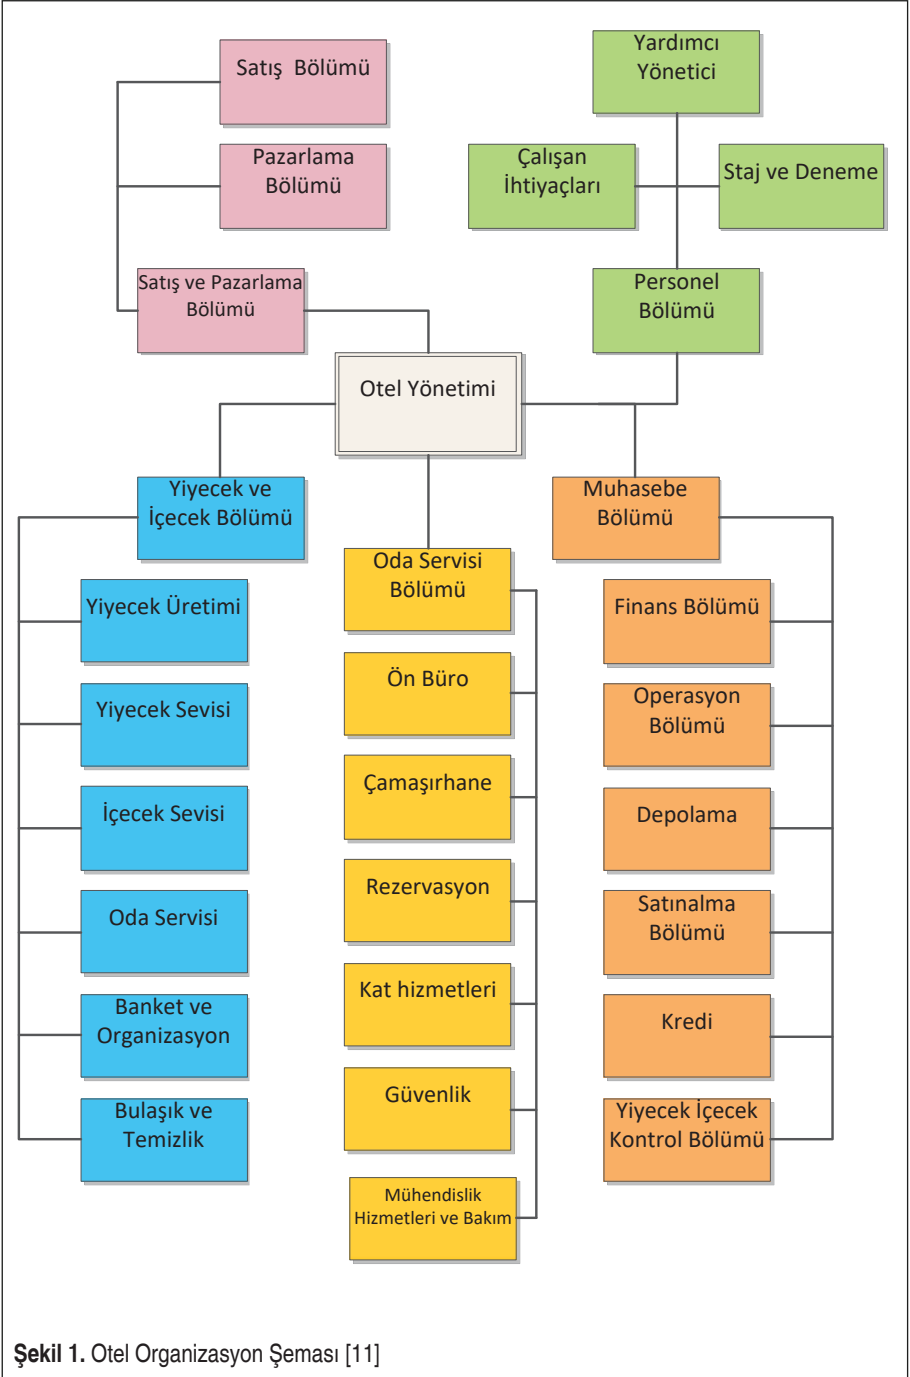 Satış Bölümü
Pazarlama
Bölümü
Satış ve Pazarlama
Bölümü
Yardımcı
Yönetici
Çalışan
İhtiyaçları
Staj ve Deneme
Personel
Bölümü
Otel Yönetimi
Yiyecek ve
İçecek Bölümü
Yiyecek Üretimi
Yiyecek Sevisi
İçecek Sevisi
Oda Servisi
Banket ve
Organizasyon
Bulaşık ve
Temizlik
Oda Servisi
Bölümü
Ön Büro
Çamaşırhane
Rezervasyon
Kat hizmetleri
Güvenlik
Mühendislik
Hizmetleri ve Bakım
Muhasebe
Bölümü
Finans Bölümü
Operasyon
Bölümü
Depolama
Satınalma
Bölümü
Kredi
Yiyecek İçecek
Kontrol Bölümü
Şekil 1. Otel Organizasyon Şeması [11]